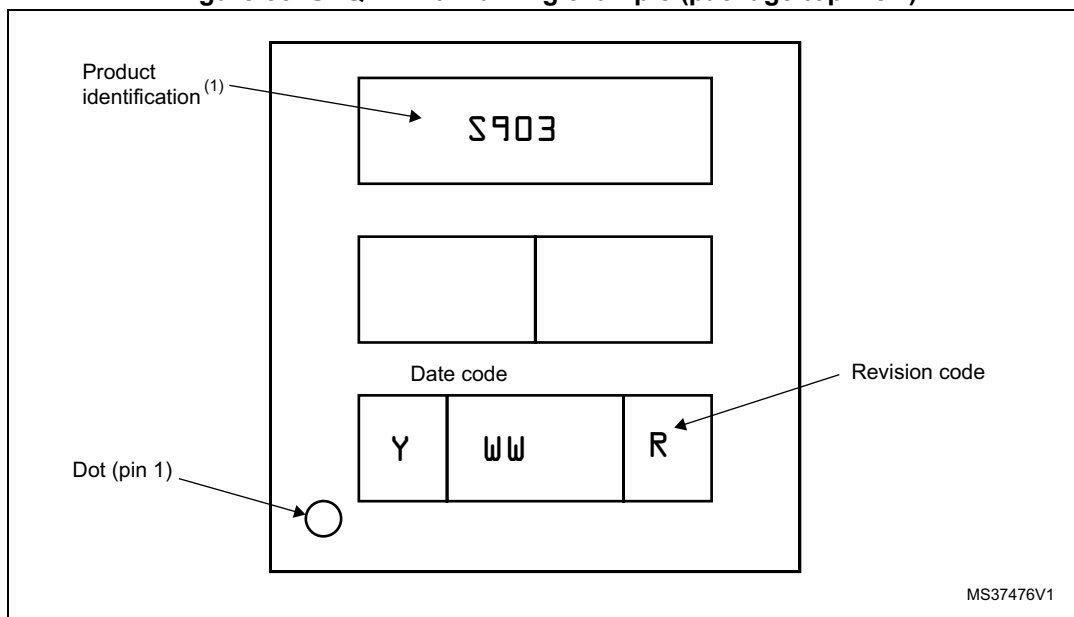 Product
identification (1)
S903
Date code
Revision code
Y WW R
Dot (pin 1)
MS37476V1